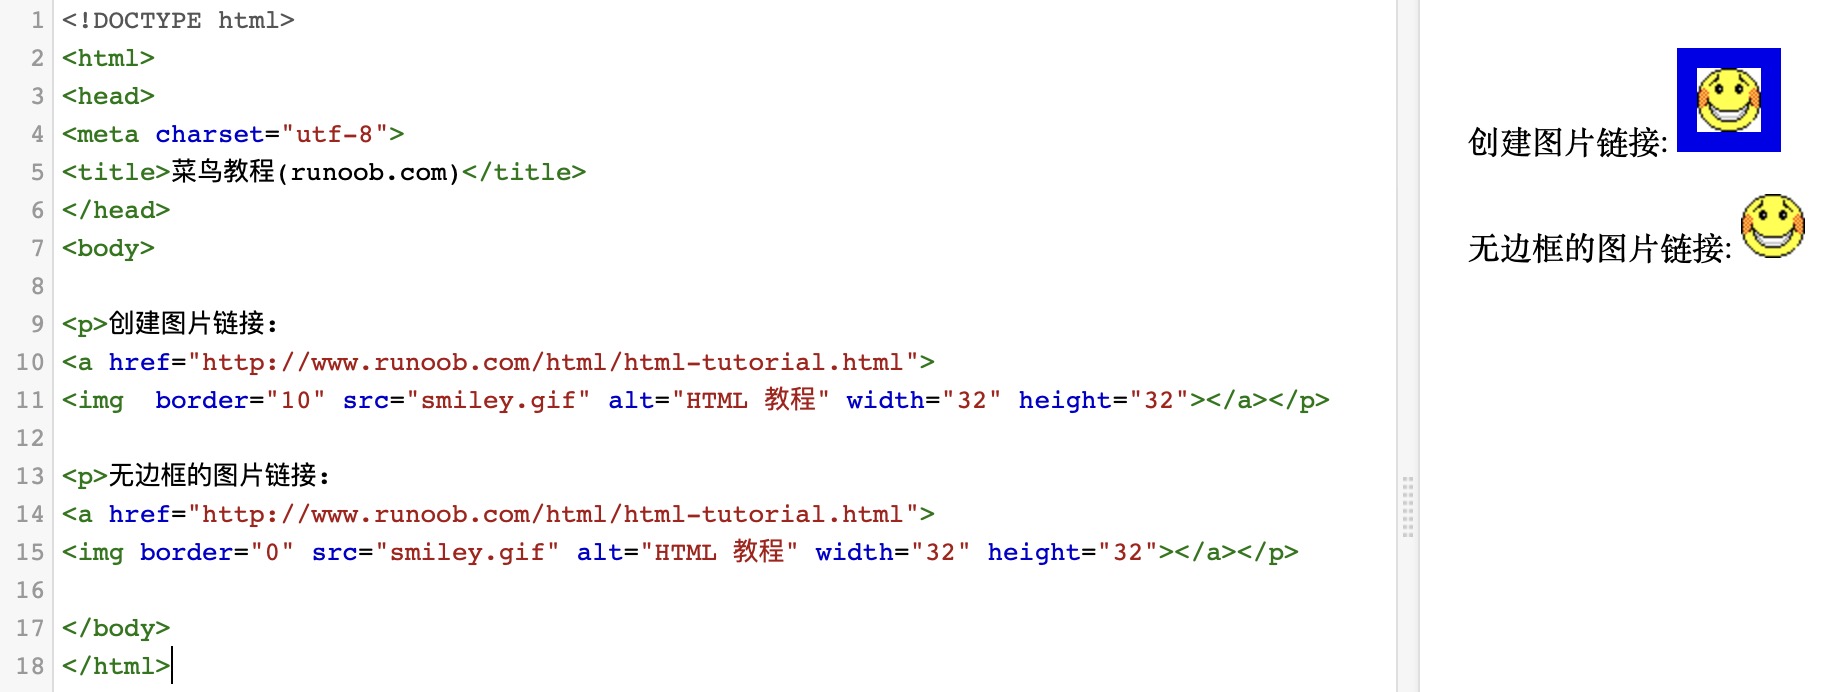 1 <!DOCTYPE html>
2 <html>
3 <head>
4 <meta charset="utf-8">
5 <title>菜鸟教程(runoob.com)</title>
6 </head>
7 <body>
8
9 <p>创建图片链接:
10 <a href="http://www.runoob.com/html/html-tutorial.html">
11 <img  border="10" src="smiley.gif" alt="HTML 教程" width="32" height="32"></a></p>
12
13 <p>无边框的图片链接:
14 <a href="http://www.runoob.com/html/html-tutorial.html">
15 <img border="0" src="smiley.gif" alt="HTML 教程" width="32" height="32"></a></p>
16
17 </body>
18 </html>
创建图片链接:
无边框的图片链接: